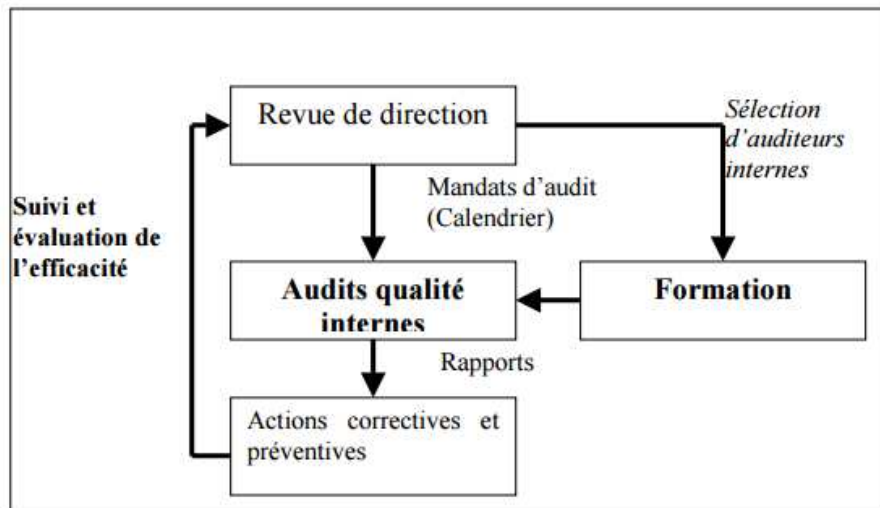 Revue de direction
Sélection
d’auditeurs
internes
Mandats d’audit
(Calendrier)
Suivi et
évaluation de
l’efficacité
Audits qualité
internes
Formation
Rapports
Actions correctives et
préventives